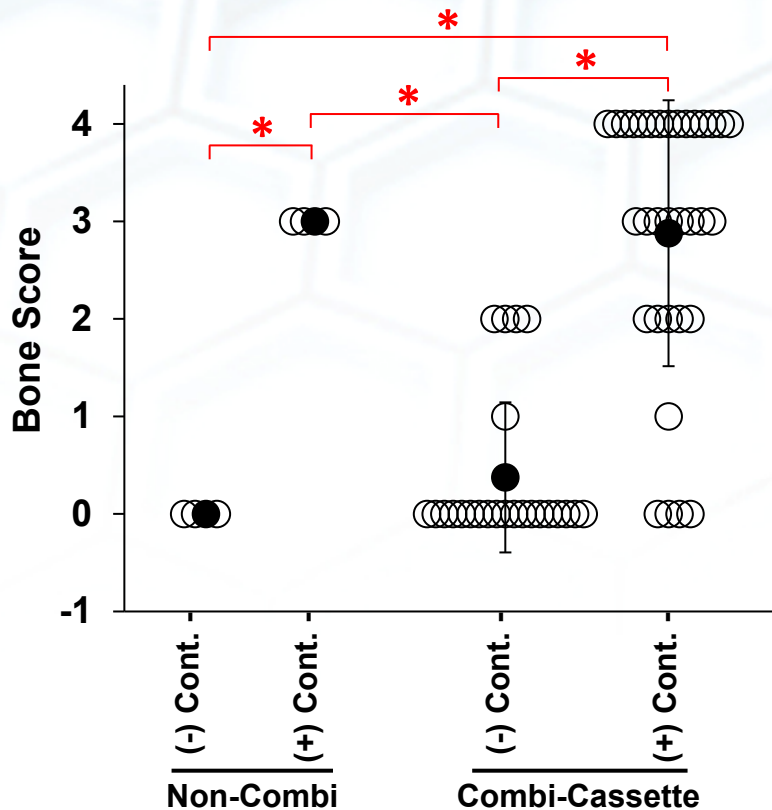 *
*
*
*
4
3
2
1
0
-1
Bone Score
(-) Cont.
(+) Cont.
(-) Cont.
(+) Cont.
Non-Combi
Combi-Cassette